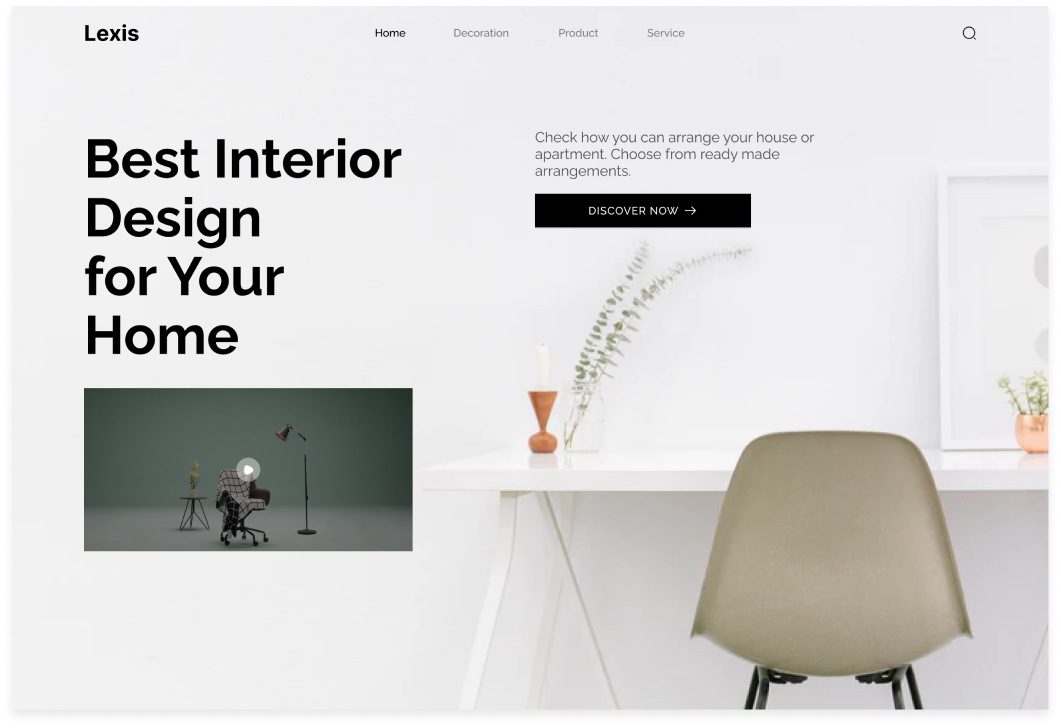 Lexis
Home
Decoration
Product
Service
Best Interior
Design
for Your
Home
Check how you can arrange your house or
apartment. Choose from ready made
arrangements.
DISCOVER NOW →